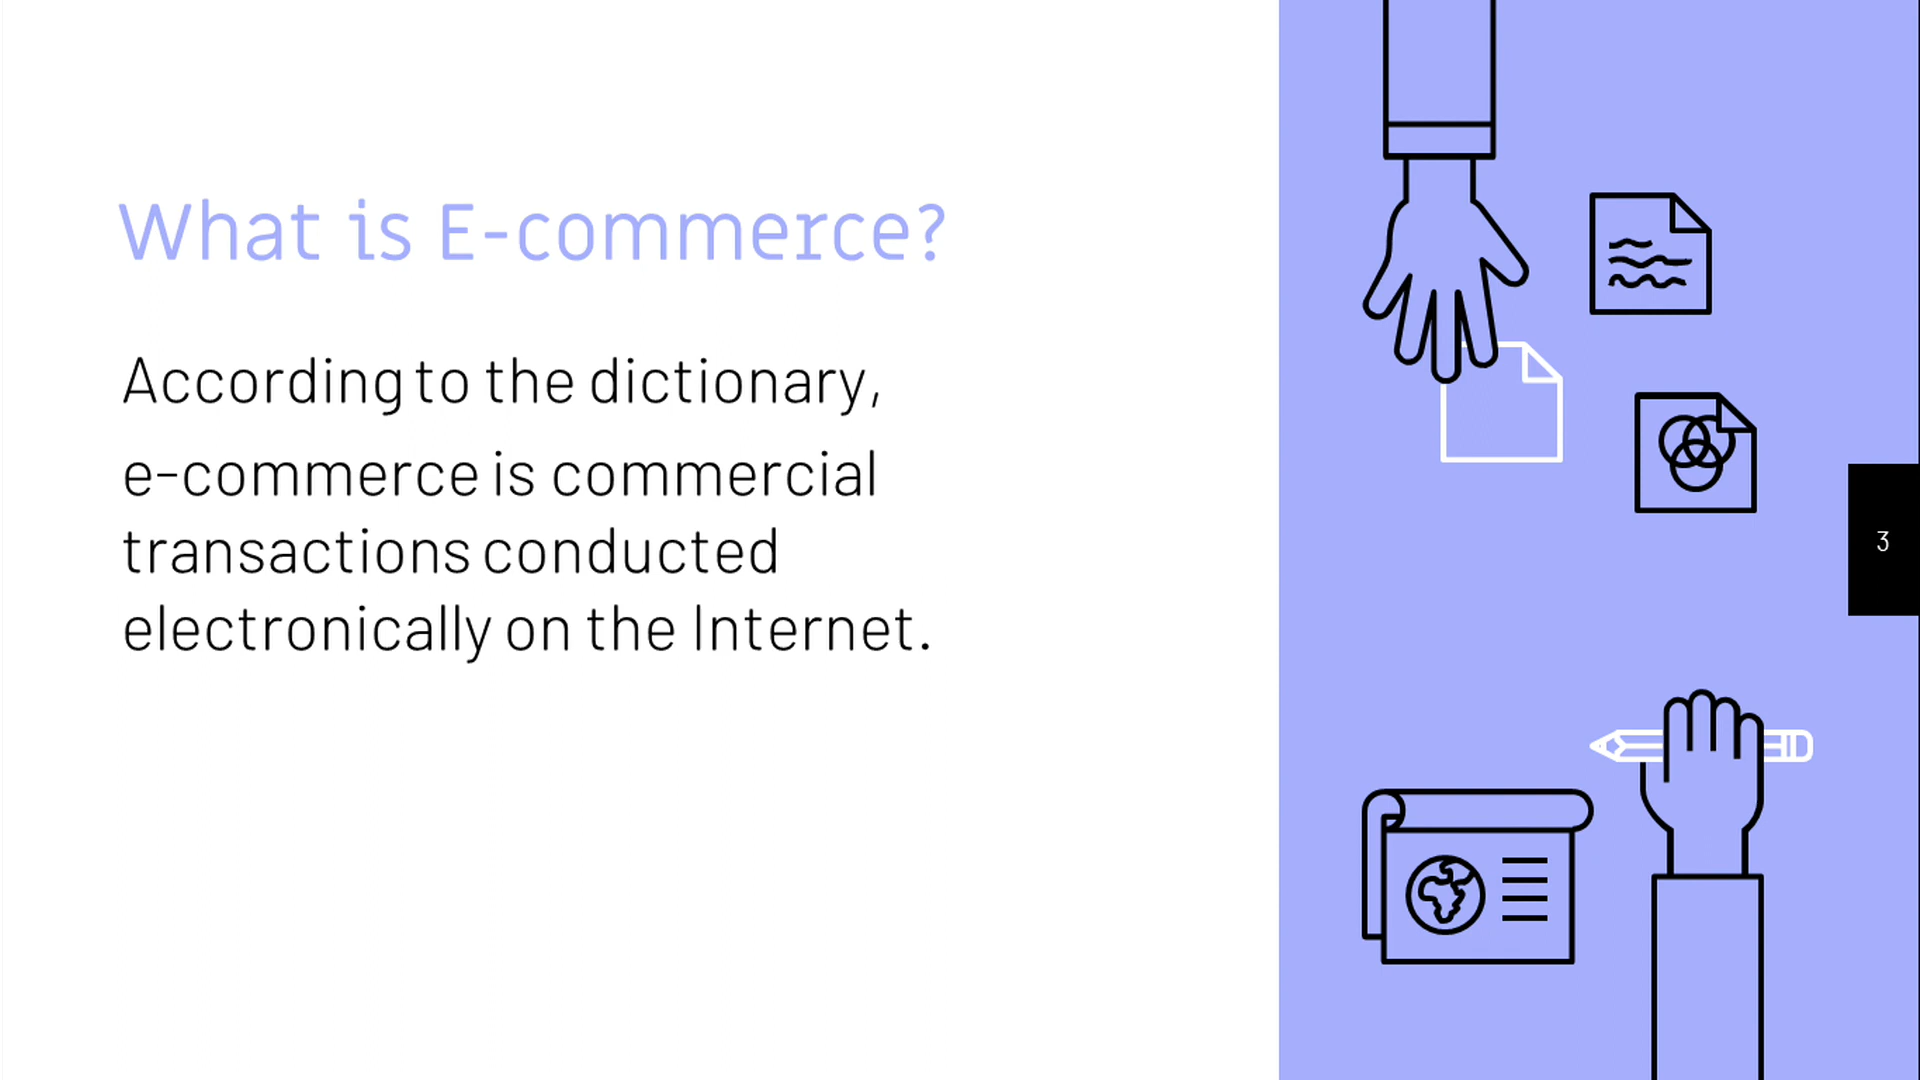 What is E-commerce?
According to the dictionary,
e-commerce is commercial
transactions conducted
electronically on the Internet.
3